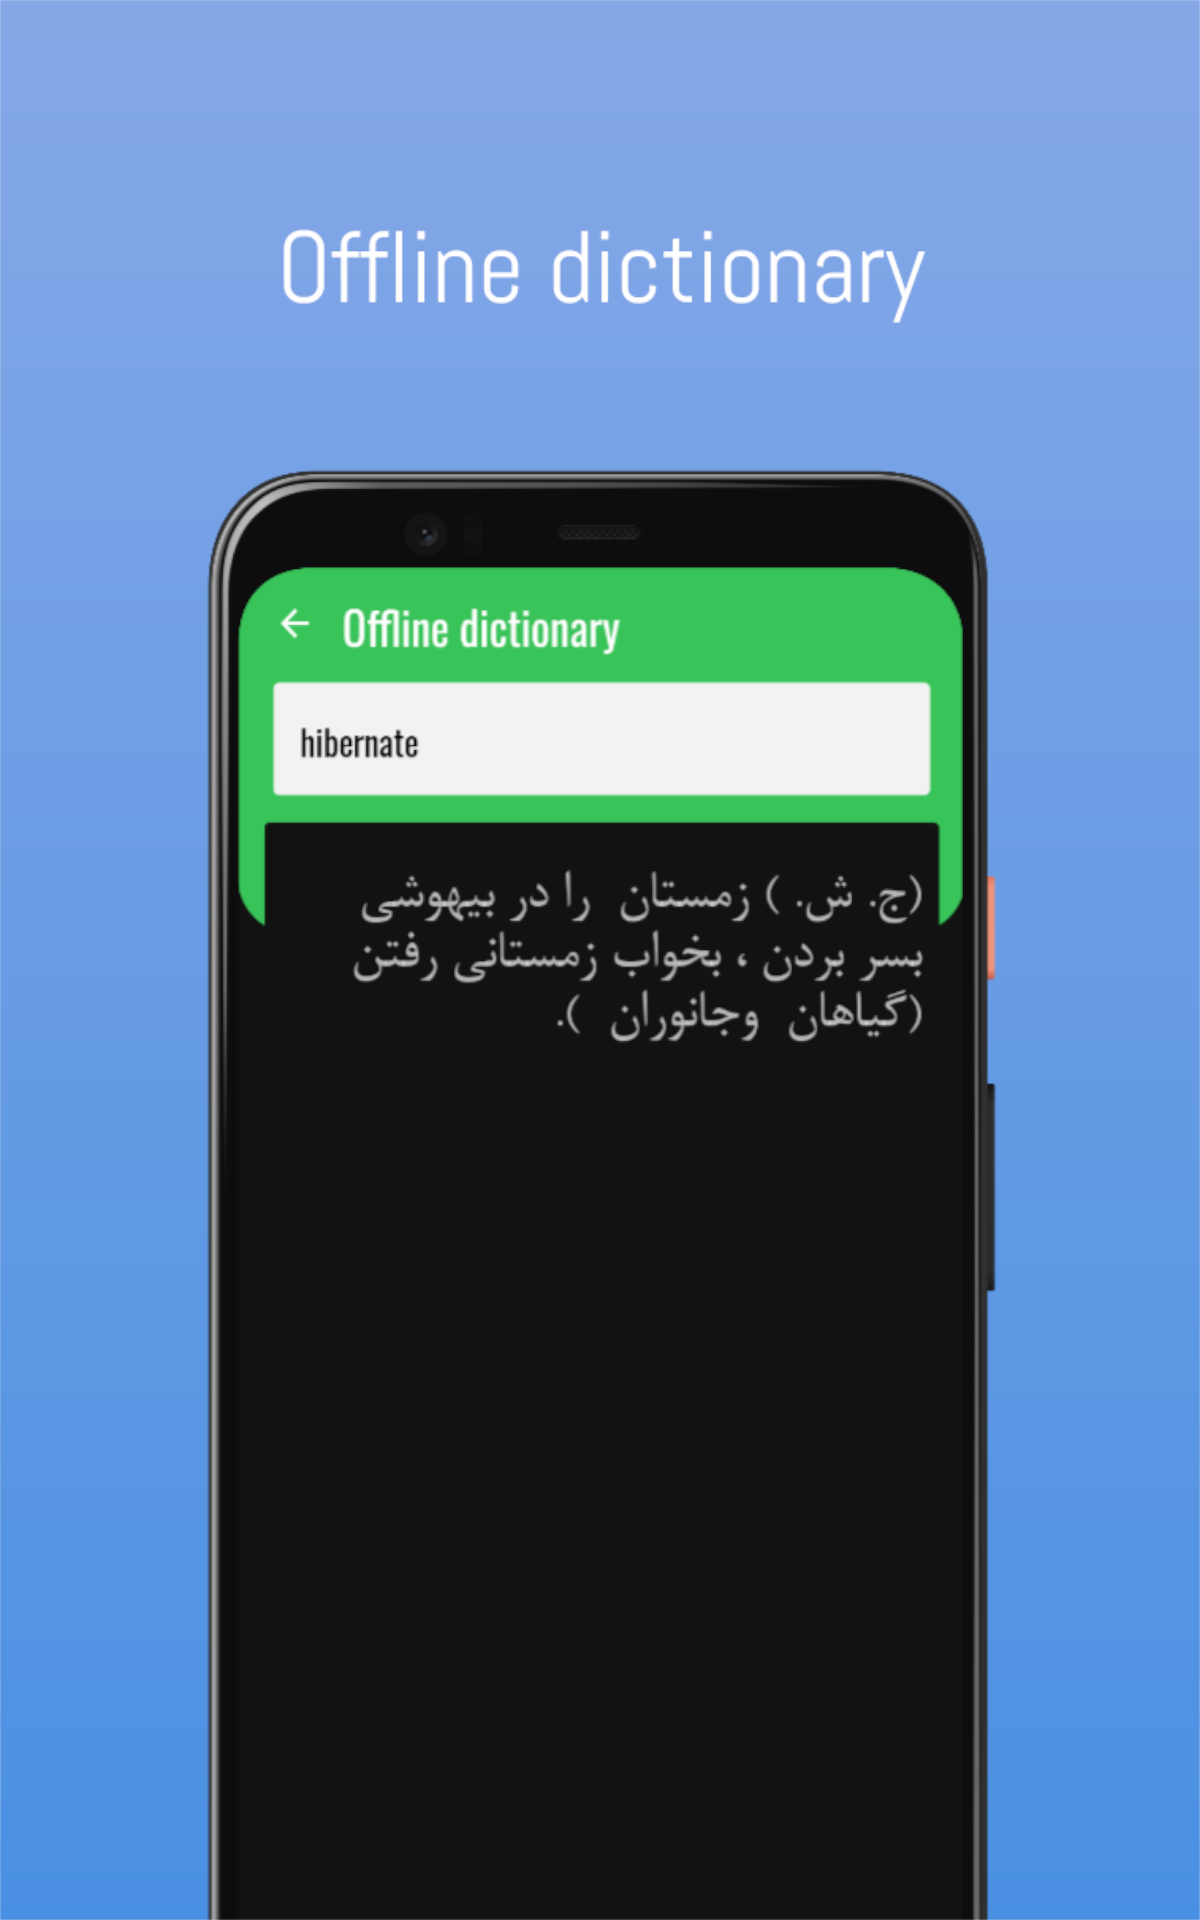 Offline dictionary
Offline dictionary
hibernate
(ج. ش. ) زمستان را در بیهوشی
بسر بردن ، بخواب زمستانی رفتن
(گیاهان وجانوران ).